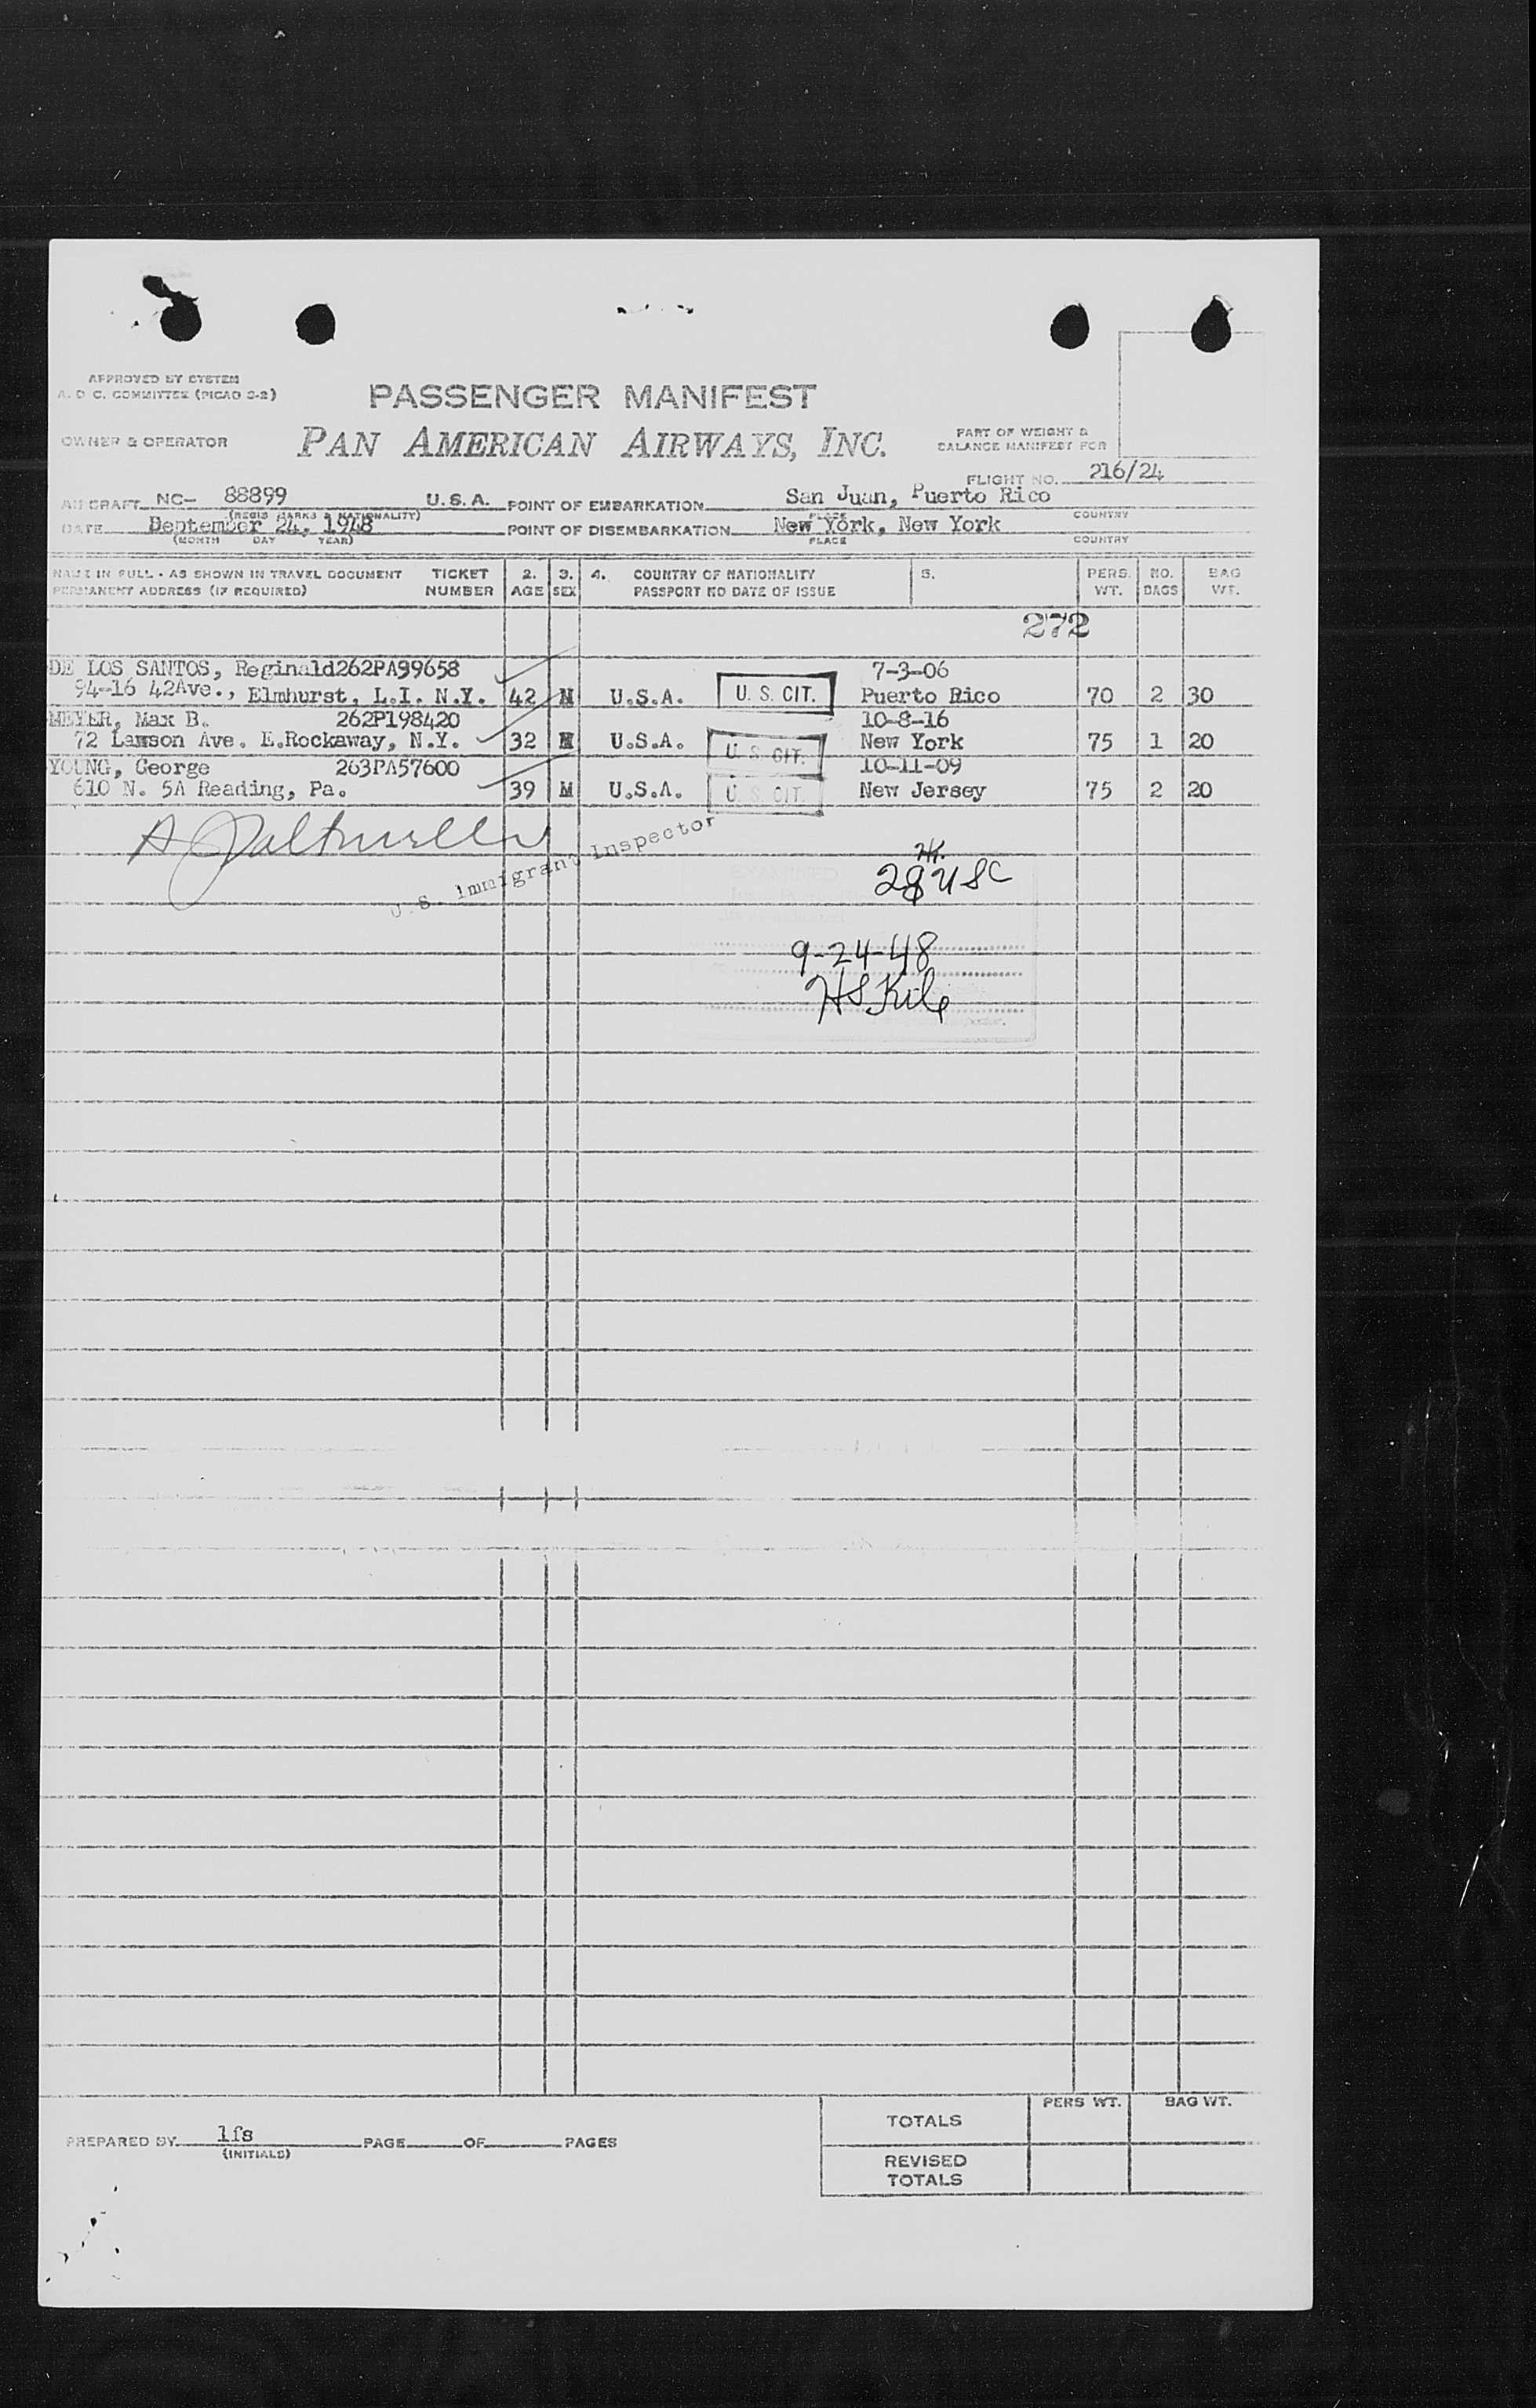 APPROVED BY SYSTEM
A. D C. COMMITTEE (PICAO S-2)
PASSENGER MANIFEST
OWNER & OPERATOR
PAN AMERICAN AIRWAYS, INC.
PART OF WEIGHT &
BALANCE MANIFEST FOR
FLIGHT NO. 216/24
AIRCRAFT NC- 88899 U.S.A. POINT OF EMBARKATION San Juan, Puerto Rico
(REGIS MARKS & NATIONALITY) PLACE COUNTRY
DATE September 24, 1948 POINT OF DISEMBARKATION New York, New York
(MONTH DAY YEAR) PLACE COUNTRY
NAME IN FULL - AS SHOWN IN TRAVEL DOCUMENT TICKET 2. 3. 4. COUNTRY OF NATIONALITY 5. PERS. NO. BAG
PERMANENT ADDRESS (IF REQUIRED) NUMBER AGE SEX PASSPORT NO DATE OF ISSUE WT. BAGS WT.
272
DE LOS SANTOS, Reginald262PA99658 7-3-06
94-16 42Ave., Elmhurst, L.I. N.Y. 42 M U.S.A. U. S. CIT. Puerto Rico 70 2 30
MEYER, Max B. 262P198420 10-8-16
72 Lawson Ave. E.Rockaway, N.Y. 32 M U.S.A. U. S. CIT. New York 75 1 20
YOUNG, George 263PA57600 10-11-09
610 N. 5A Reading, Pa. 39 M U.S.A. U. S. CIT. New Jersey 75 2 20
U. S. Immigrant Inspector
28 USC
EXAMINED
9-24-48
PREPARED BY lfs PAGE OF PAGES
(INITIALS)
PERS WT. BAG WT.
TOTALS
REVISED
TOTALS